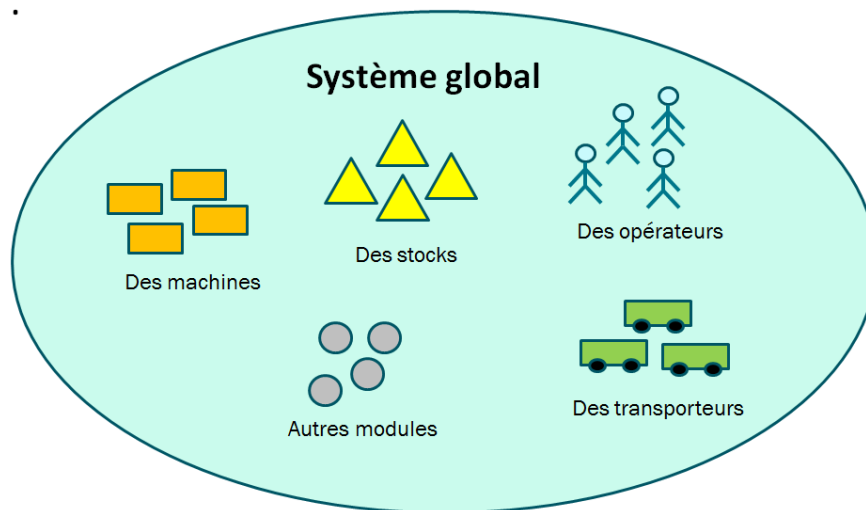 Système global
Des machines
Des stocks
Des opérateurs
Autres modules
Des transporteurs